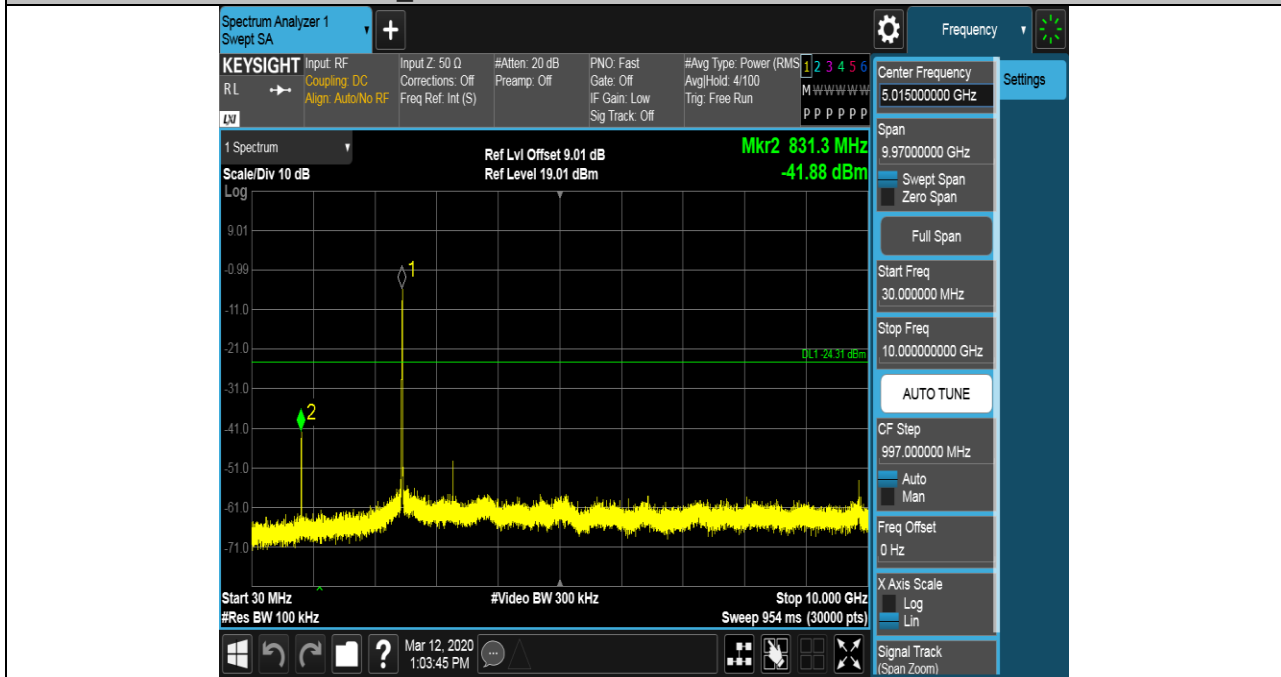 Spectrum Analyzer 1
Swept SA
+
Frequency
KEYSIGHT
RL
LXI
Input: RF
Coupling: DC
Align: Auto/No RF
Input Z: 50 Ω
Corrections: Off
Freq Ref: Int (S)
#Atten: 20 dB
Preamp: Off
PNO: Fast
Gate: Off
IF Gain: Low
Sig Track: Off
#Avg Type: Power (RMS
Avg|Hold: 4/100
Trig: Free Run
1 2 3 4 5 6
M W W W W W
P P P P P P
1 Spectrum
Scale/Div 10 dB
Ref Lvl Offset 9.01 dB
Ref Level 19.01 dBm
Mkr2 831.3 MHz
-41.88 dBm
Log
9.01
-0.99
-11.0
-21.0
-31.0
-41.0
-51.0
-61.0
-71.0
1
DL1 -24.31 dBm
2
Start 30 MHz
#Res BW 100 kHz
#Video BW 300 kHz
Stop 10.000 GHz
Sweep 954 ms (30000 pts)
?
Mar 12, 2020
1:03:45 PM
Center Frequency
5.015000000 GHz
Span
9.97000000 GHz
Swept Span
Zero Span
Full Span
Start Freq
30.000000 MHz
Stop Freq
10.000000000 GHz
AUTO TUNE
CF Step
997.000000 MHz
Auto
Man
Freq Offset
0 Hz
X Axis Scale
Log
Lin
Signal Track
(Span Zoom)
Settings